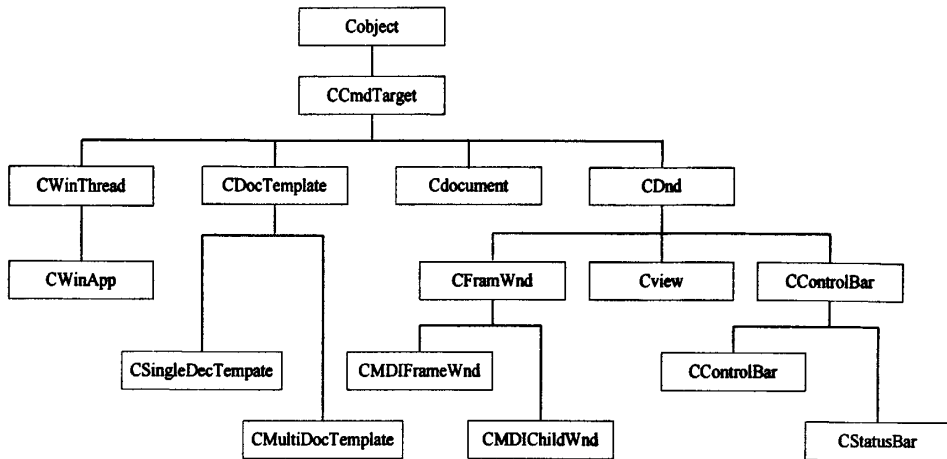 Cobject
CCmdTarget
CWinThread
CDocTemplate
Cdocument
CDnd
CWinApp
CFramWnd
Cview
CControlBar
CSingleDecTempate
CMDIFrameWnd
CControlBar
CMultiDocTemplate
CMDIChildWnd
CStatusBar